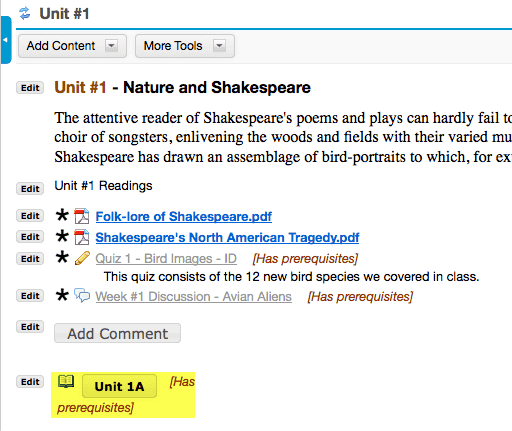 Unit #1
Add Content
More Tools
Edit Unit #1 - Nature and Shakespeare
The attentive reader of Shakespeare's poems and plays can hardly fail to
choir of songsters, enlivening the woods and fields with their varied mu
Shakespeare has drawn an assemblage of bird-portraits to which, for ex
Edit Unit #1 Readings
Edit * Folk-lore of Shakespeare.pdf
Edit * Shakespeare's North American Tragedy.pdf
Edit * Quiz 1 - Bird Images - ID [Has prerequisites]
This quiz consists of the 12 new bird species we covered in class.
Edit * Week #1 Discussion - Avian Aliens [Has prerequisites]
Edit Add Comment
Edit Unit 1A [Has
prerequisites]